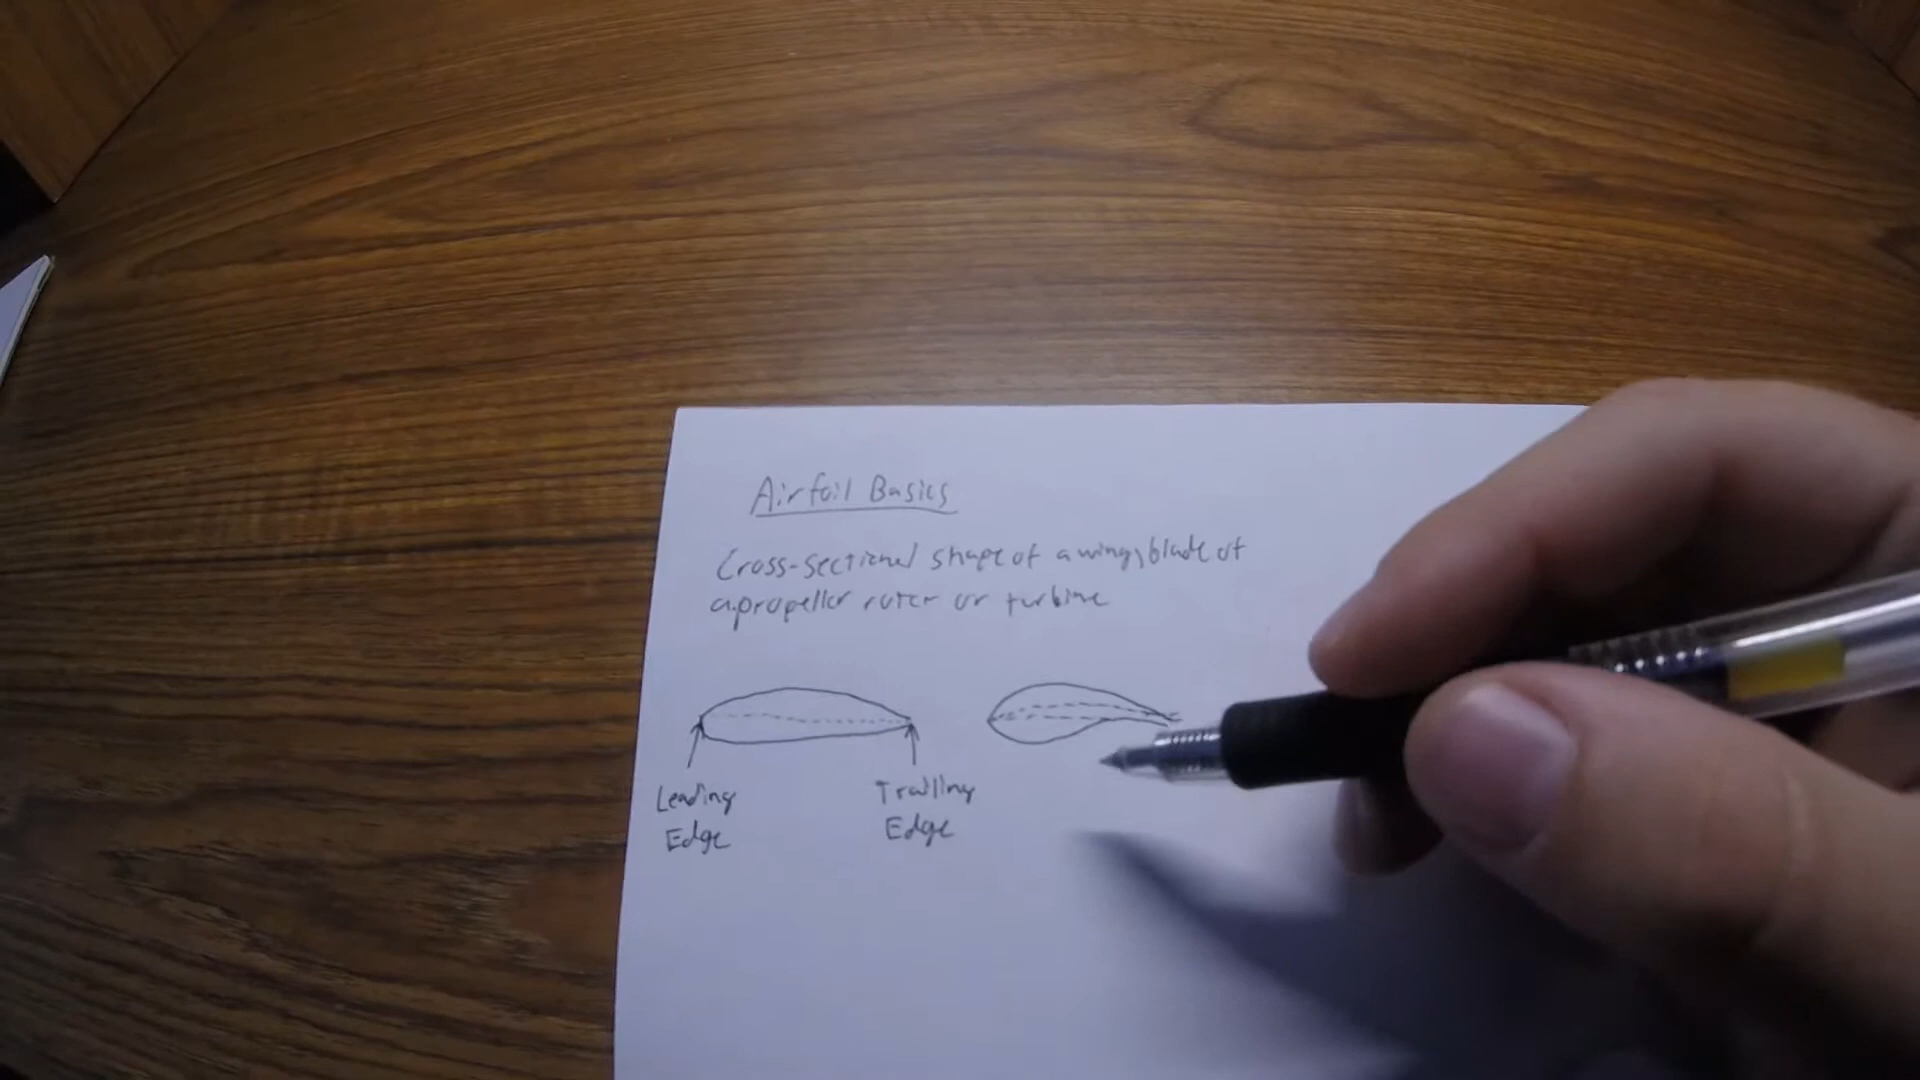 Airfoil Basics
Cross-sectional shape of a wing, blade of
a propeller rotor or turbine
Leading
Edge
Trailing
Edge